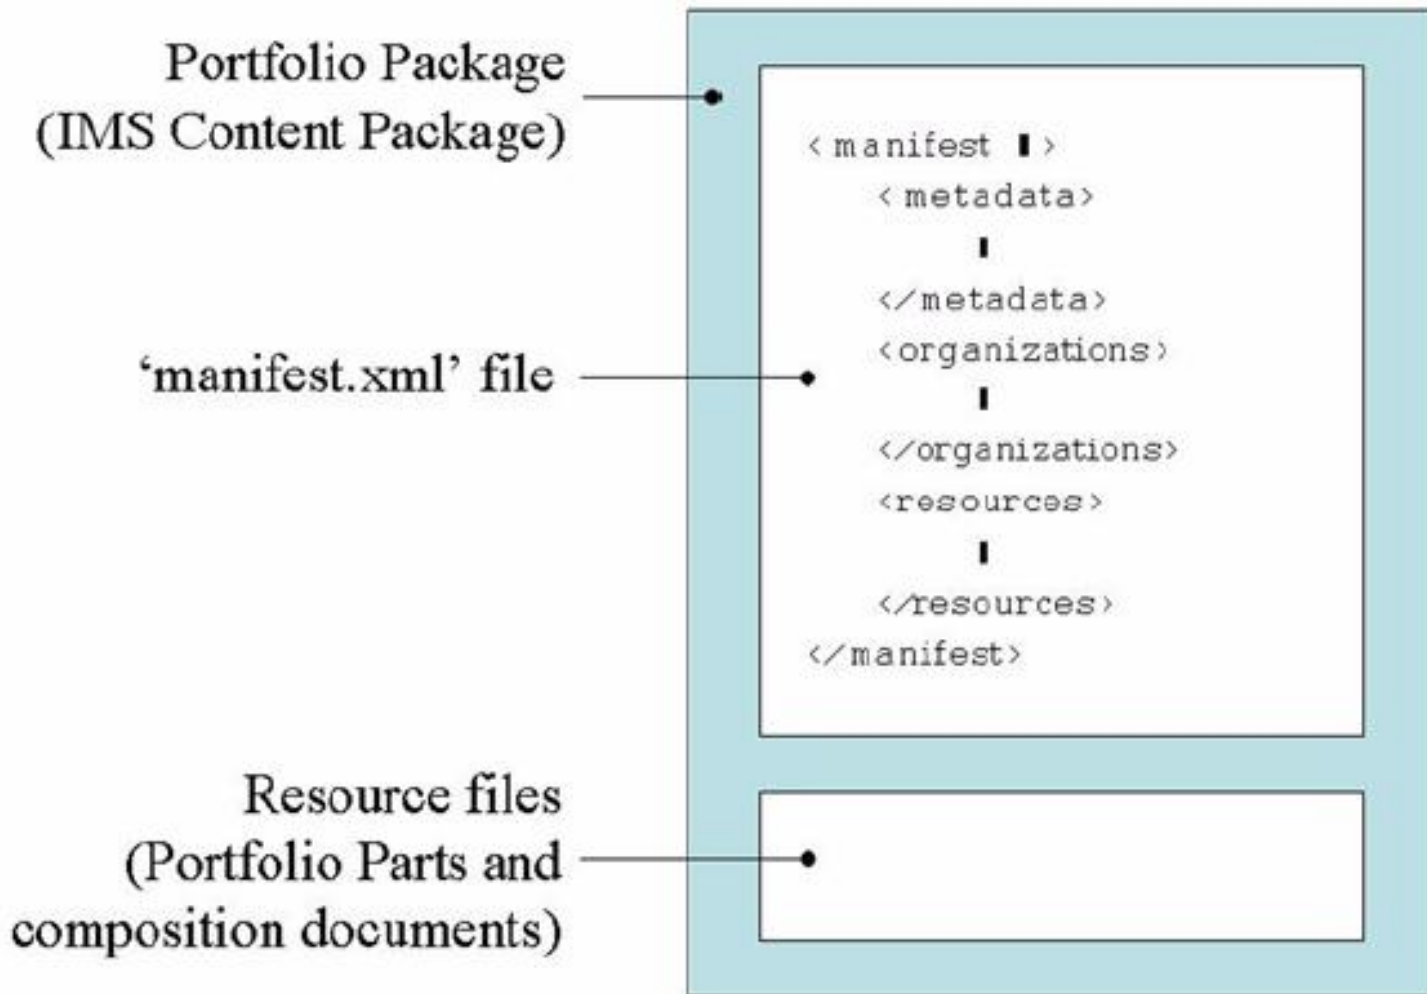 Portfolio Package
(IMS Content Package)
<manifest ▮>
<metadata>
▮
</metadata>
<organizations>
▮
</organizations>
<resources>
▮
</resources>
</manifest>
‘manifest.xml’ file
Resource files
(Portfolio Parts and
composition documents)